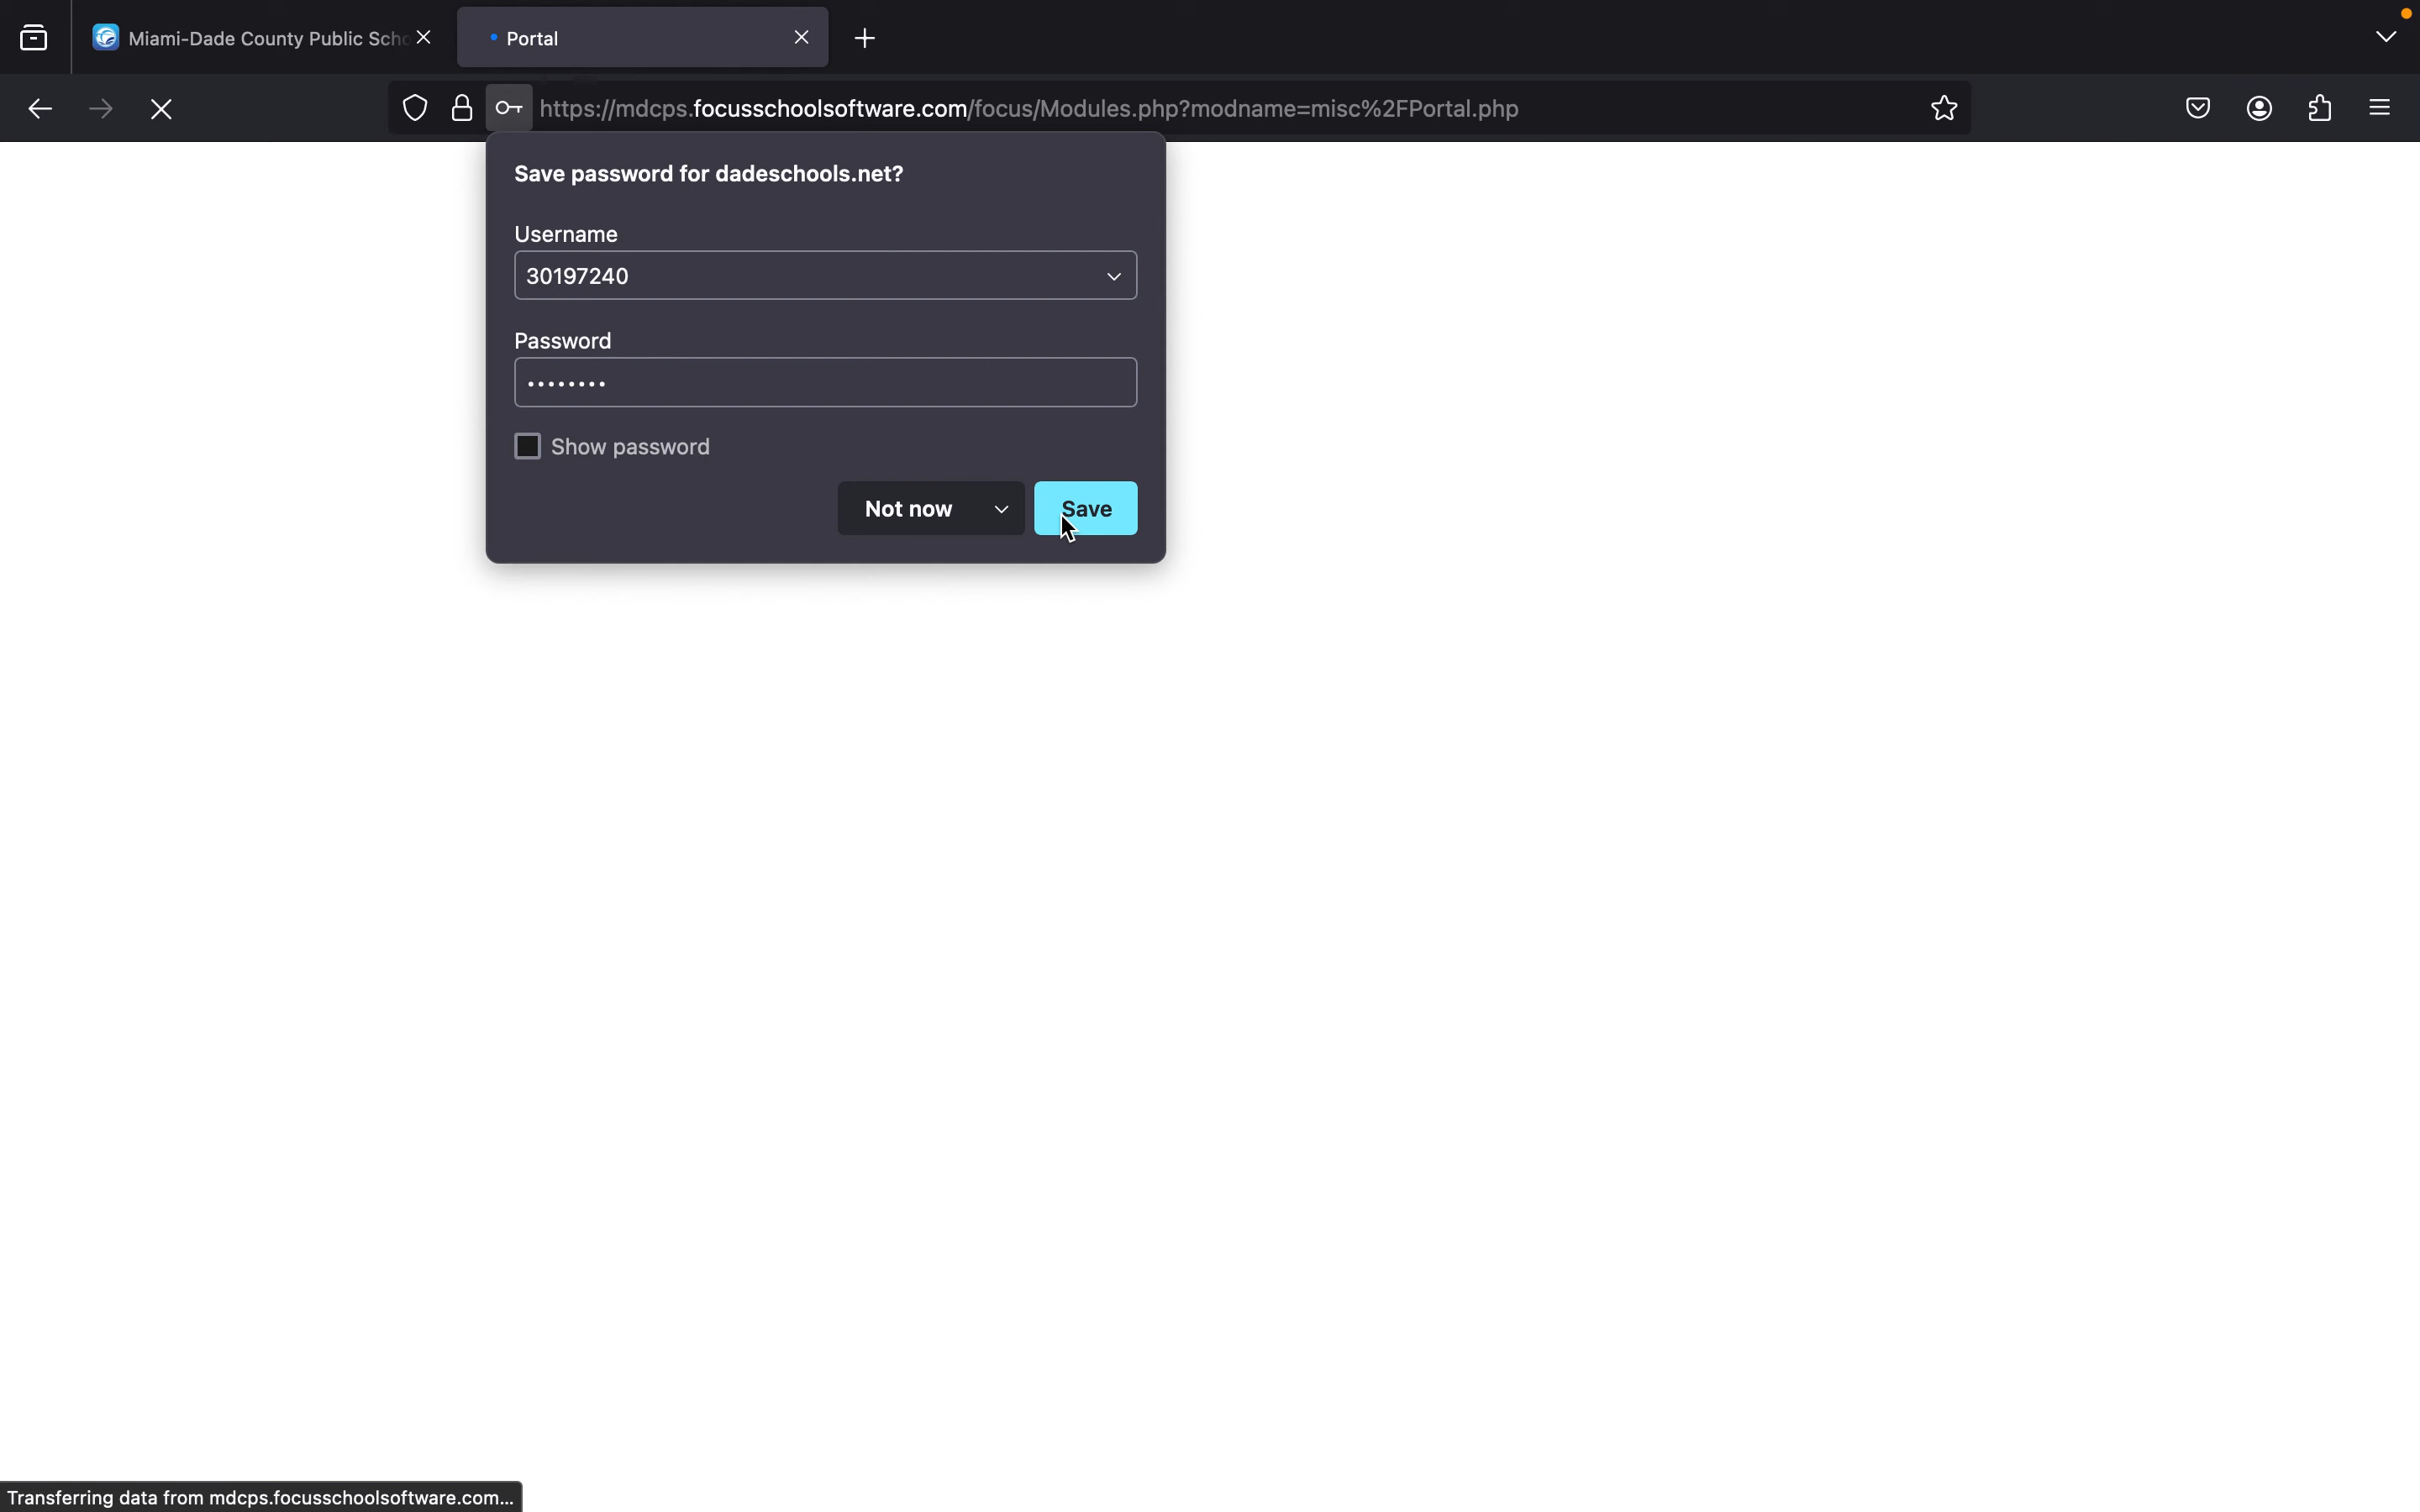 Miami-Dade County Public Scho
Portal
https://mdcps.focusschoolsoftware.com/focus/Modules.php?modname=misc%2FPortal.php
Save password for dadeschools.net?
Username
30197240
Password
••••••••
Show password
Not now
Save
Transferring data from mdcps.focusschoolsoftware.com...